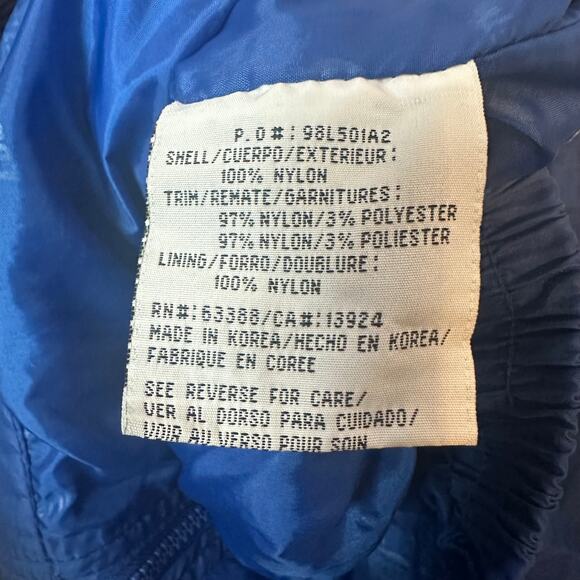 P.O#: 98L501A2
SHELL/CUERPO/EXTERIEUR:
100% NYLON
TRIM/REMATE/GARNITURES:
97% NYLON/3% POLYESTER
97% NYLON/3% POLIESTER
LINING/FORRO/DOUBLURE:
100% NYLON
RN#:63388/CA#:13924
MADE IN KOREA/HECHO EN KOREA/
FABRIQUE EN COREE
SEE REVERSE FOR CARE/
VER AL DORSO PARA CUIDADO/
VOIR AU VERSO POUR SOIN